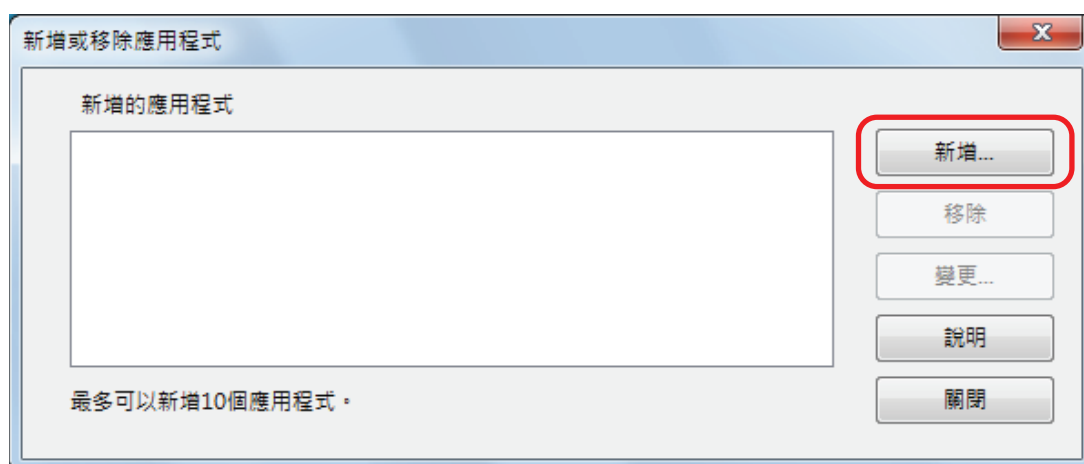 新增或移除應用程式
新增的應用程式
新增...
移除
變更...
說明
關閉
最多可以新增10個應用程式。